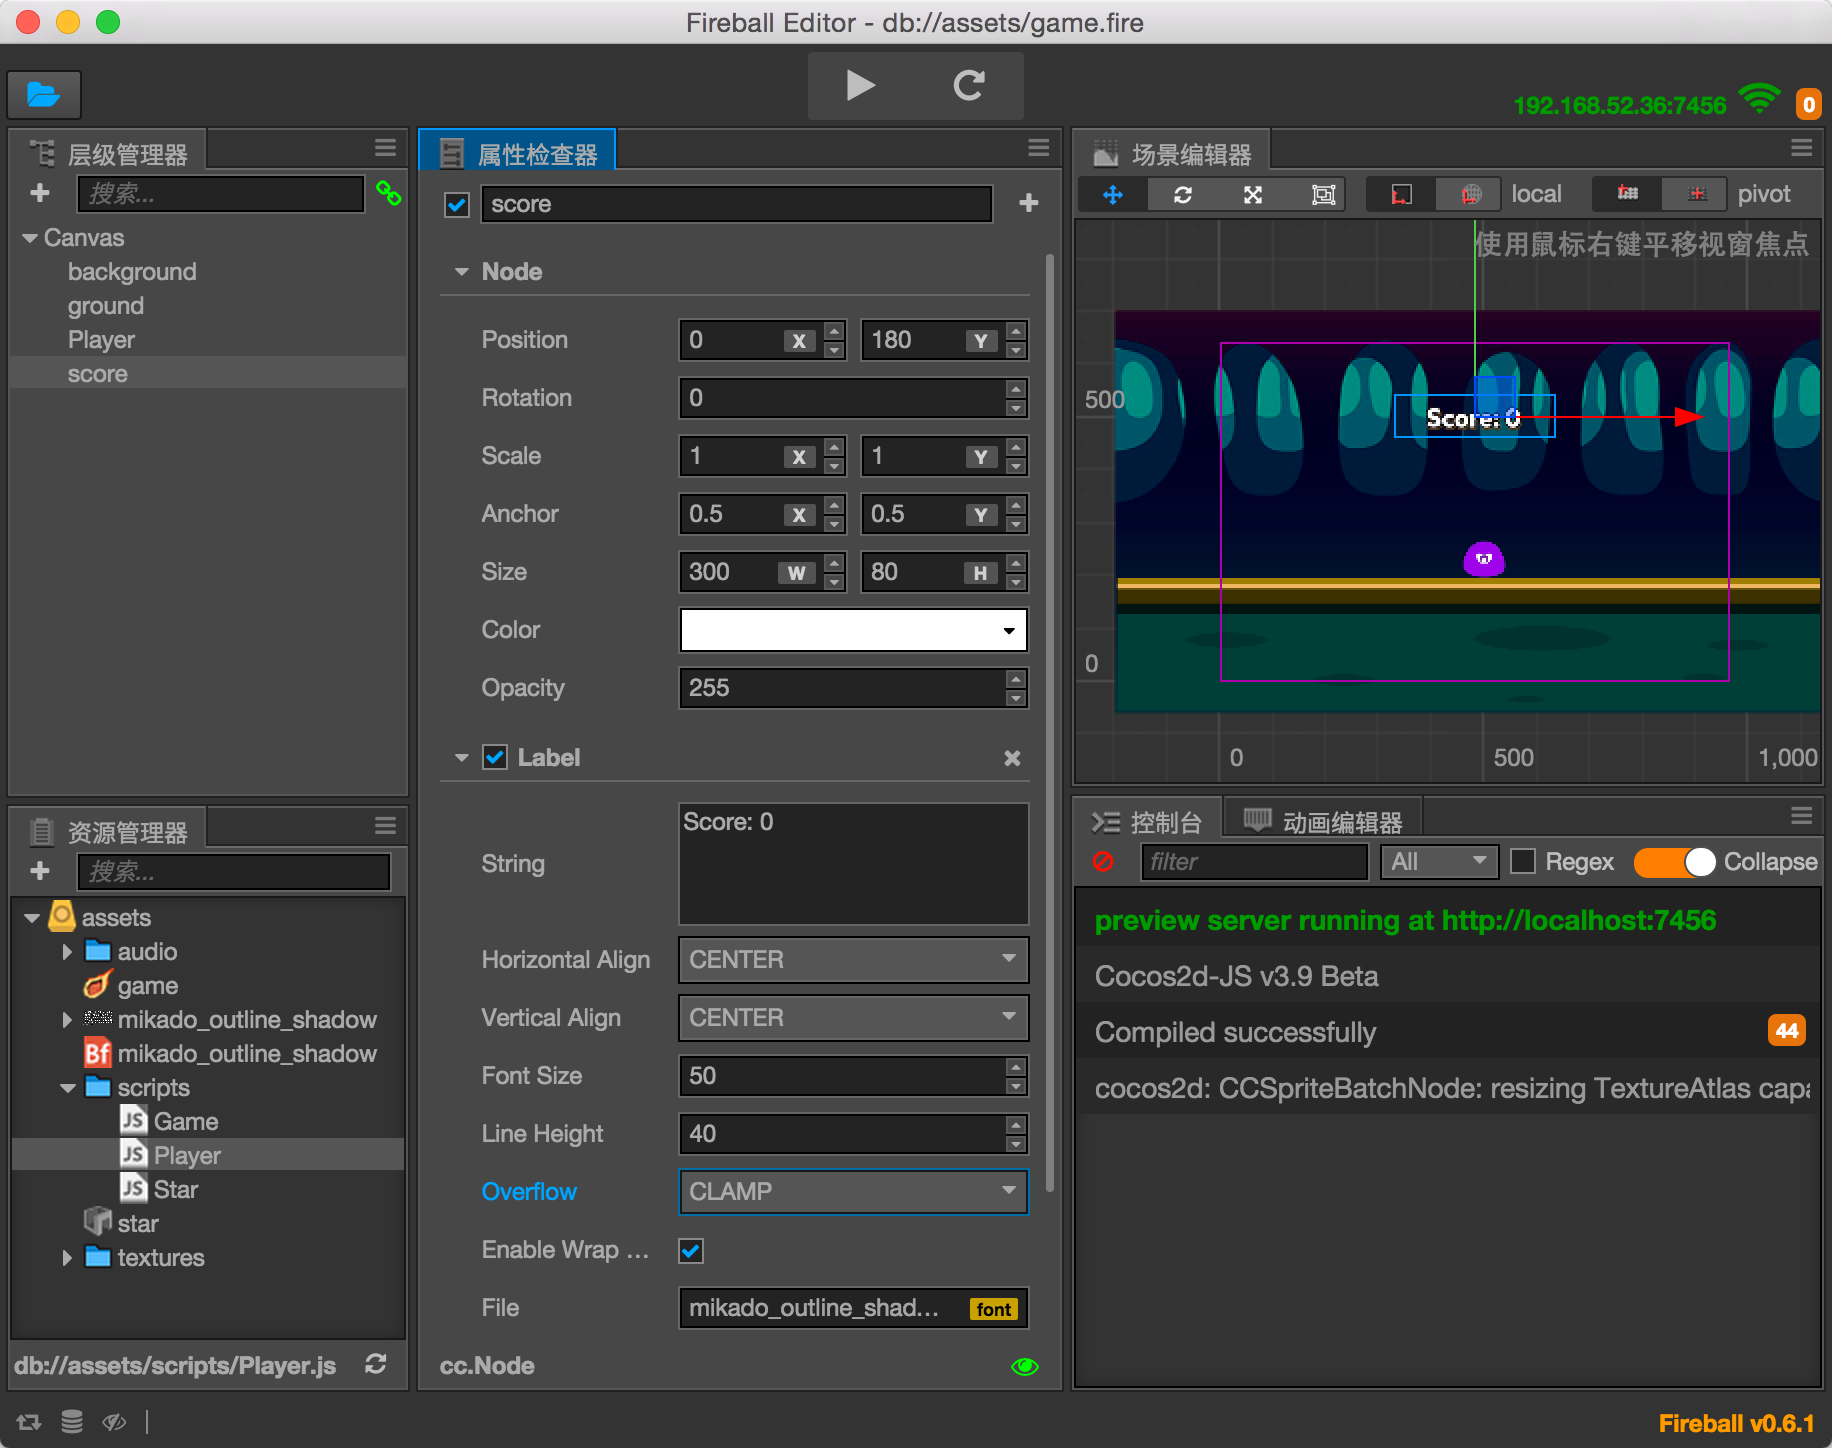 Fireball Editor - db://assets/game.fire
192.168.52.36:7456
0
层级管理器
搜索...
Canvas
background
ground
Player
score
资源管理器
搜索...
assets
audio
game
mikado_outline_shadow
Bf mikado_outline_shadow
scripts
JS Game
JS Player
JS Star
star
textures
db://assets/scripts/Player.js
属性检查器
score
Node
Position 0 X 180 Y
Rotation 0
Scale 1 X 1 Y
Anchor 0.5 X 0.5 Y
Size 300 W 80 H
Color
Opacity 255
Label
String Score: 0
Horizontal Align CENTER
Vertical Align CENTER
Font Size 50
Line Height 40
Overflow CLAMP
Enable Wrap ...
File mikado_outline_shad... font
cc.Node
场景编辑器
local pivot
使用鼠标右键平移视窗焦点
500
Score: 0
0
0 500 1,000
控制台 动画编辑器
filter All Regex Collapse
preview server running at http://localhost:7456
Cocos2d-JS v3.9 Beta
Compiled successfully 44
cocos2d: CCSpriteBatchNode: resizing TextureAtlas capa
Fireball v0.6.1